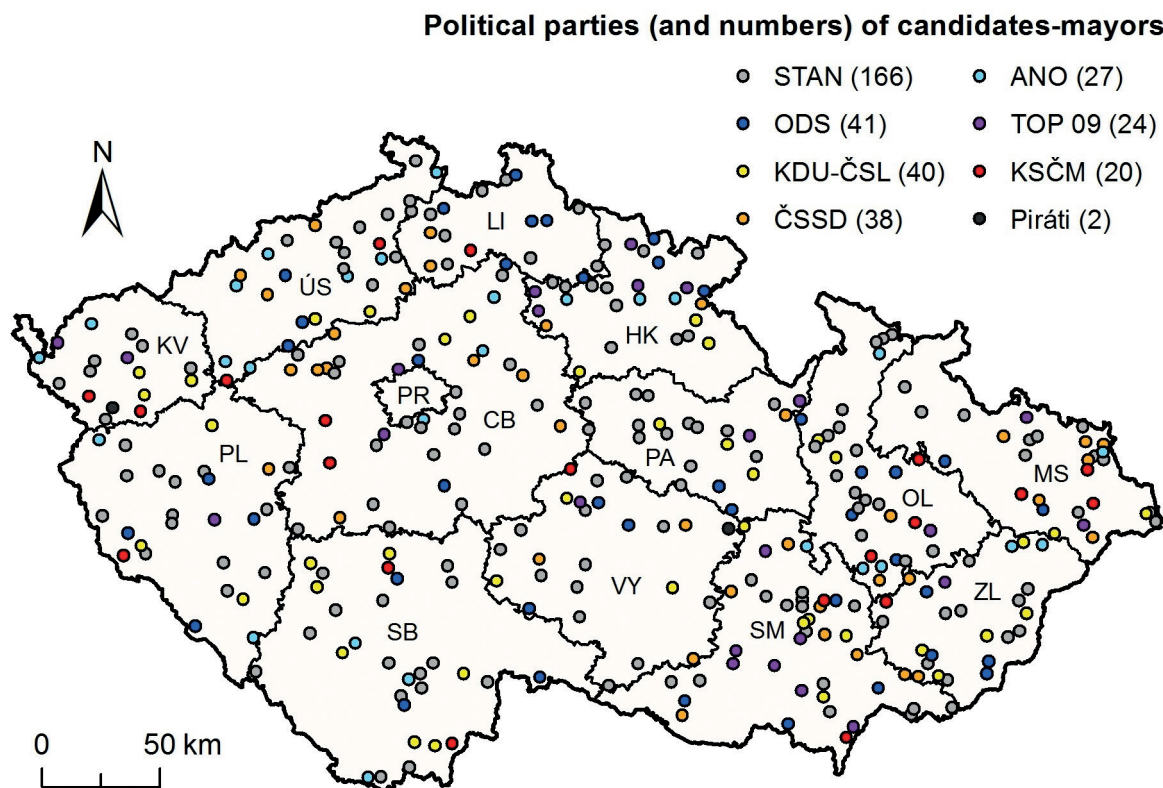 Political parties (and numbers) of candidates-mayors
STAN (166)
ANO (27)
ODS (41)
TOP 09 (24)
KDU-ČSL (40)
KSČM (20)
ČSSD (38)
Piráti (2)
N
LI
ÚS
KV
HK
PR
CB
PL
PA
MS
OL
VY
ZL
SB
SM
0 50 km